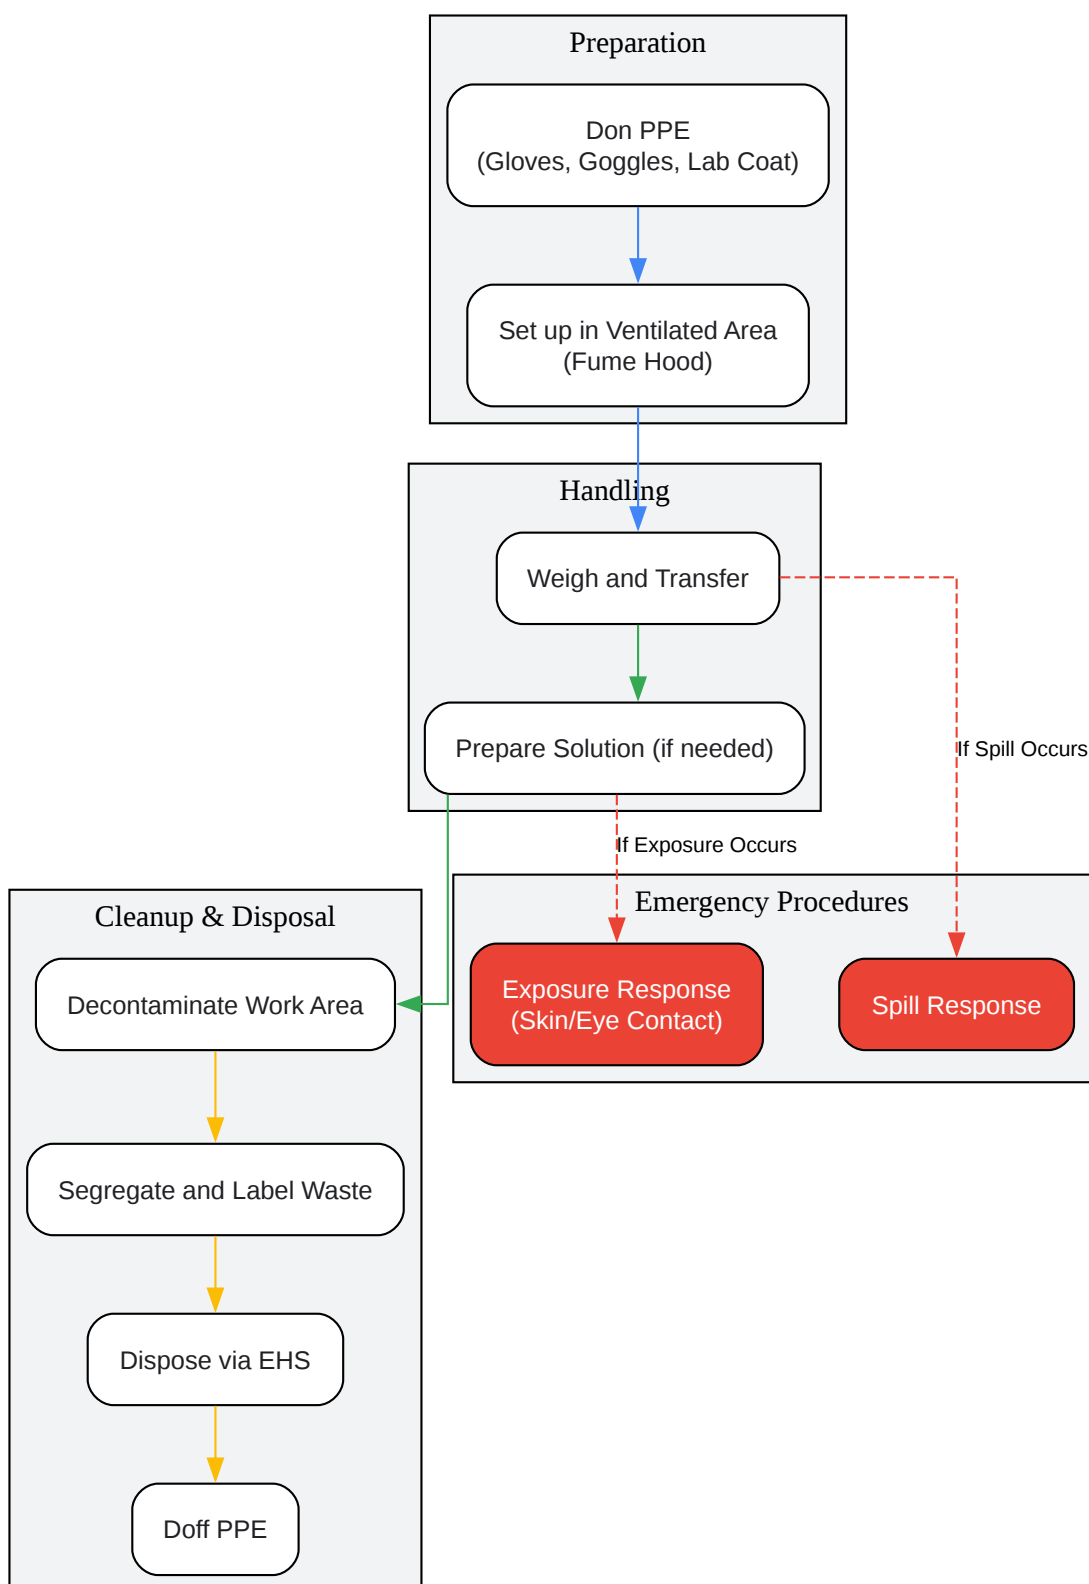 Preparation
Don PPE
(Gloves, Goggles, Lab Coat)
Set up in Ventilated Area
(Fume Hood)
Handling
Weigh and Transfer
Prepare Solution (if needed)
If Spill Occurs
If Exposure Occurs
Emergency Procedures
Exposure Response
(Skin/Eye Contact)
Spill Response
Cleanup & Disposal
Decontaminate Work Area
Segregate and Label Waste
Dispose via EHS
Doff PPE